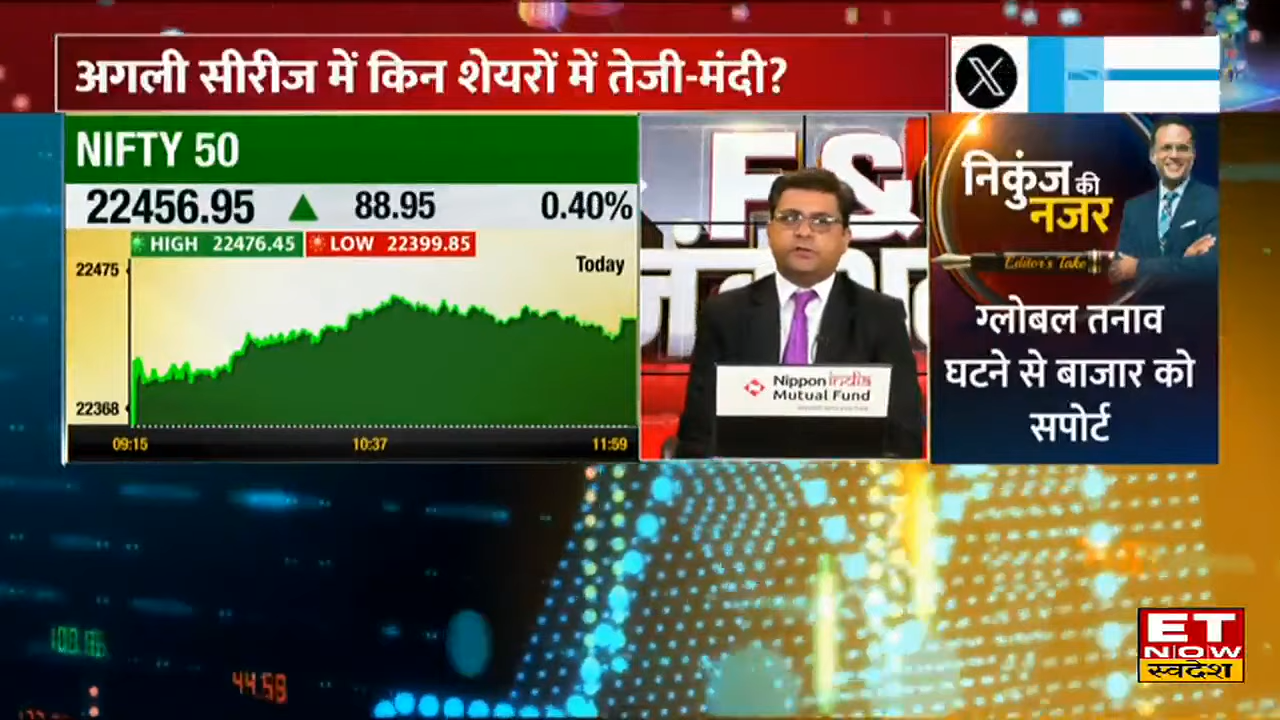 अगली सीरीज में किन शेयरों में तेजी-मंदी?
X
NIFTY 50
22456.95 ▲ 88.95 0.40%
HIGH 22476.45 LOW 22399.85
Today
22475
22368
09:15 10:37 11:59
F&
Nippon india
Mutual Fund
निकुंज की
नजर
Editor's Take
ग्लोबल तनाव
घटने से बाजार को
सपोर्ट
44.59
ET
NOW
स्वदेश